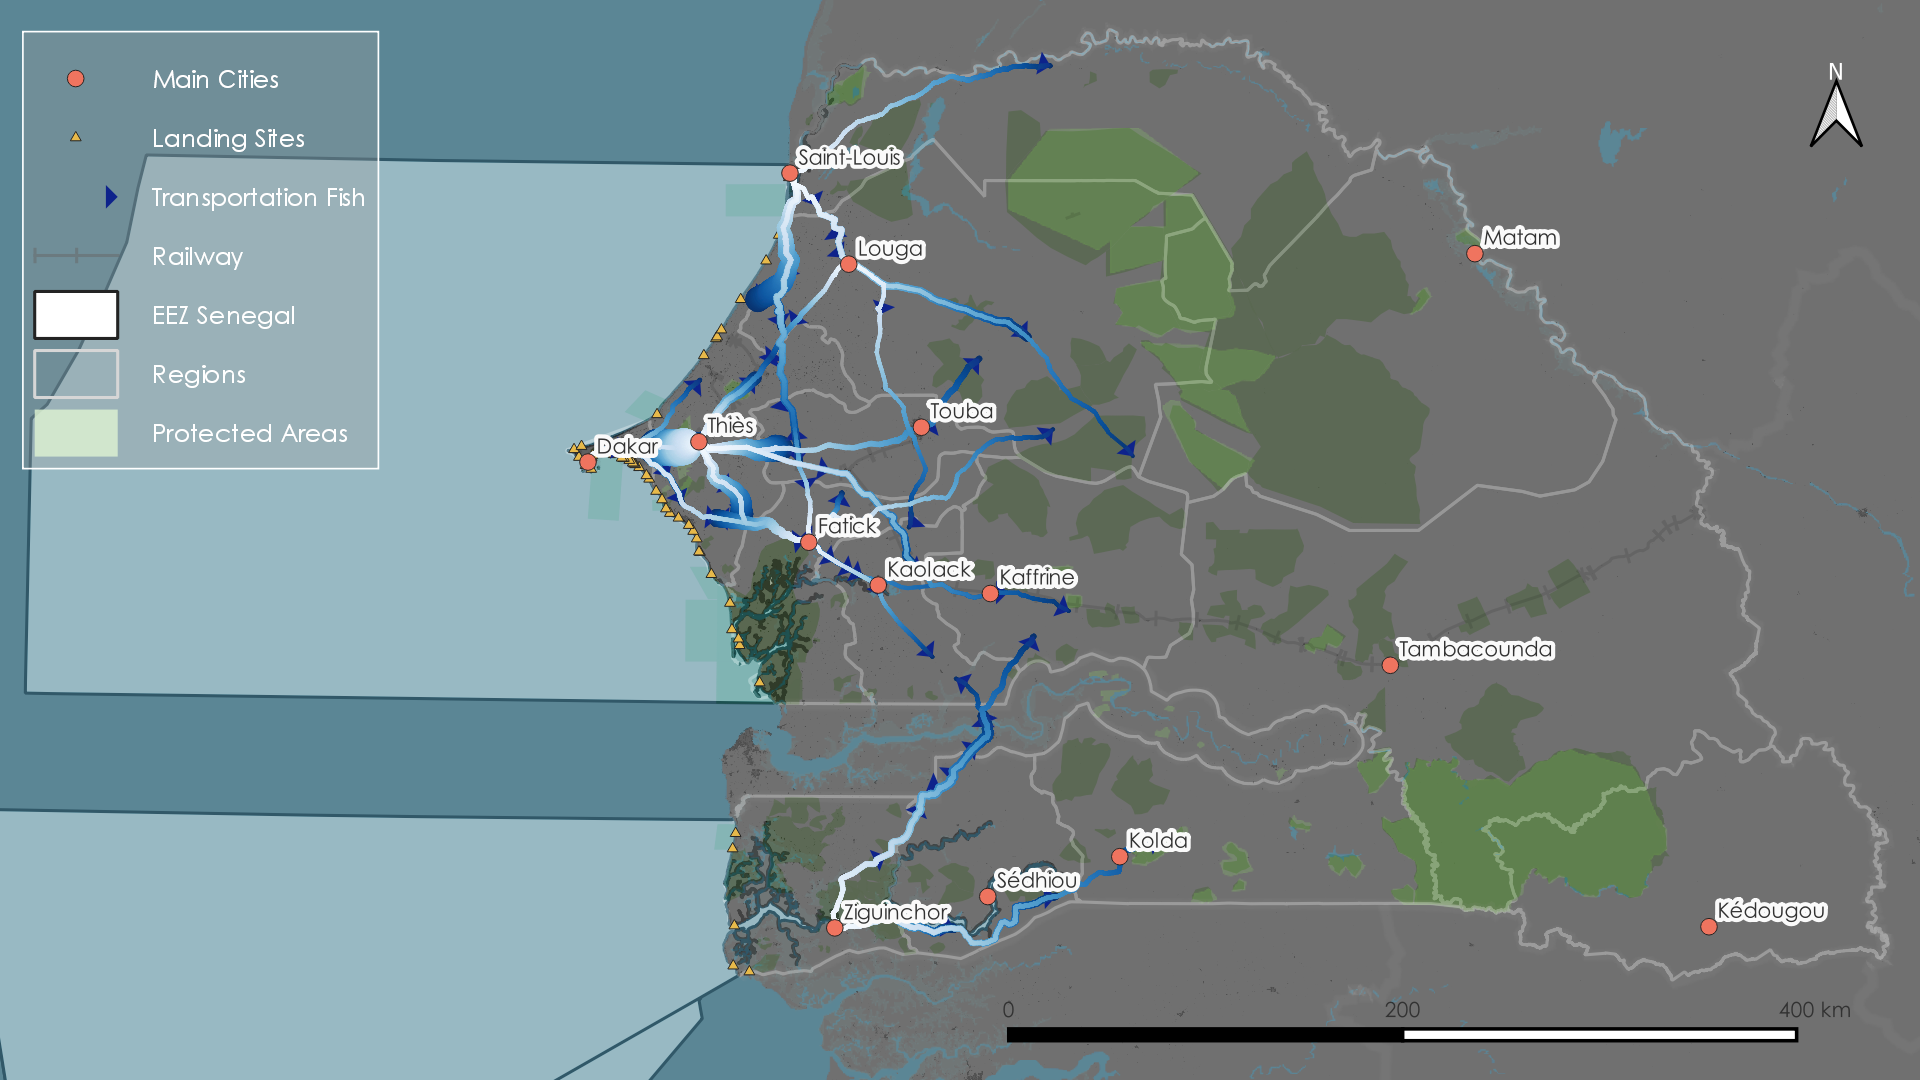 Main Cities
Landing Sites
Transportation Fish
Railway
EEZ Senegal
Regions
Protected Areas
N
Saint-Louis
Louga
Matam
Touba
Thiès
Dakar
Fatick
Kaolack
Kaffrine
Tambacounda
Kolda
Sédhiou
Ziguinchor
Kédougou
0 200 400 km